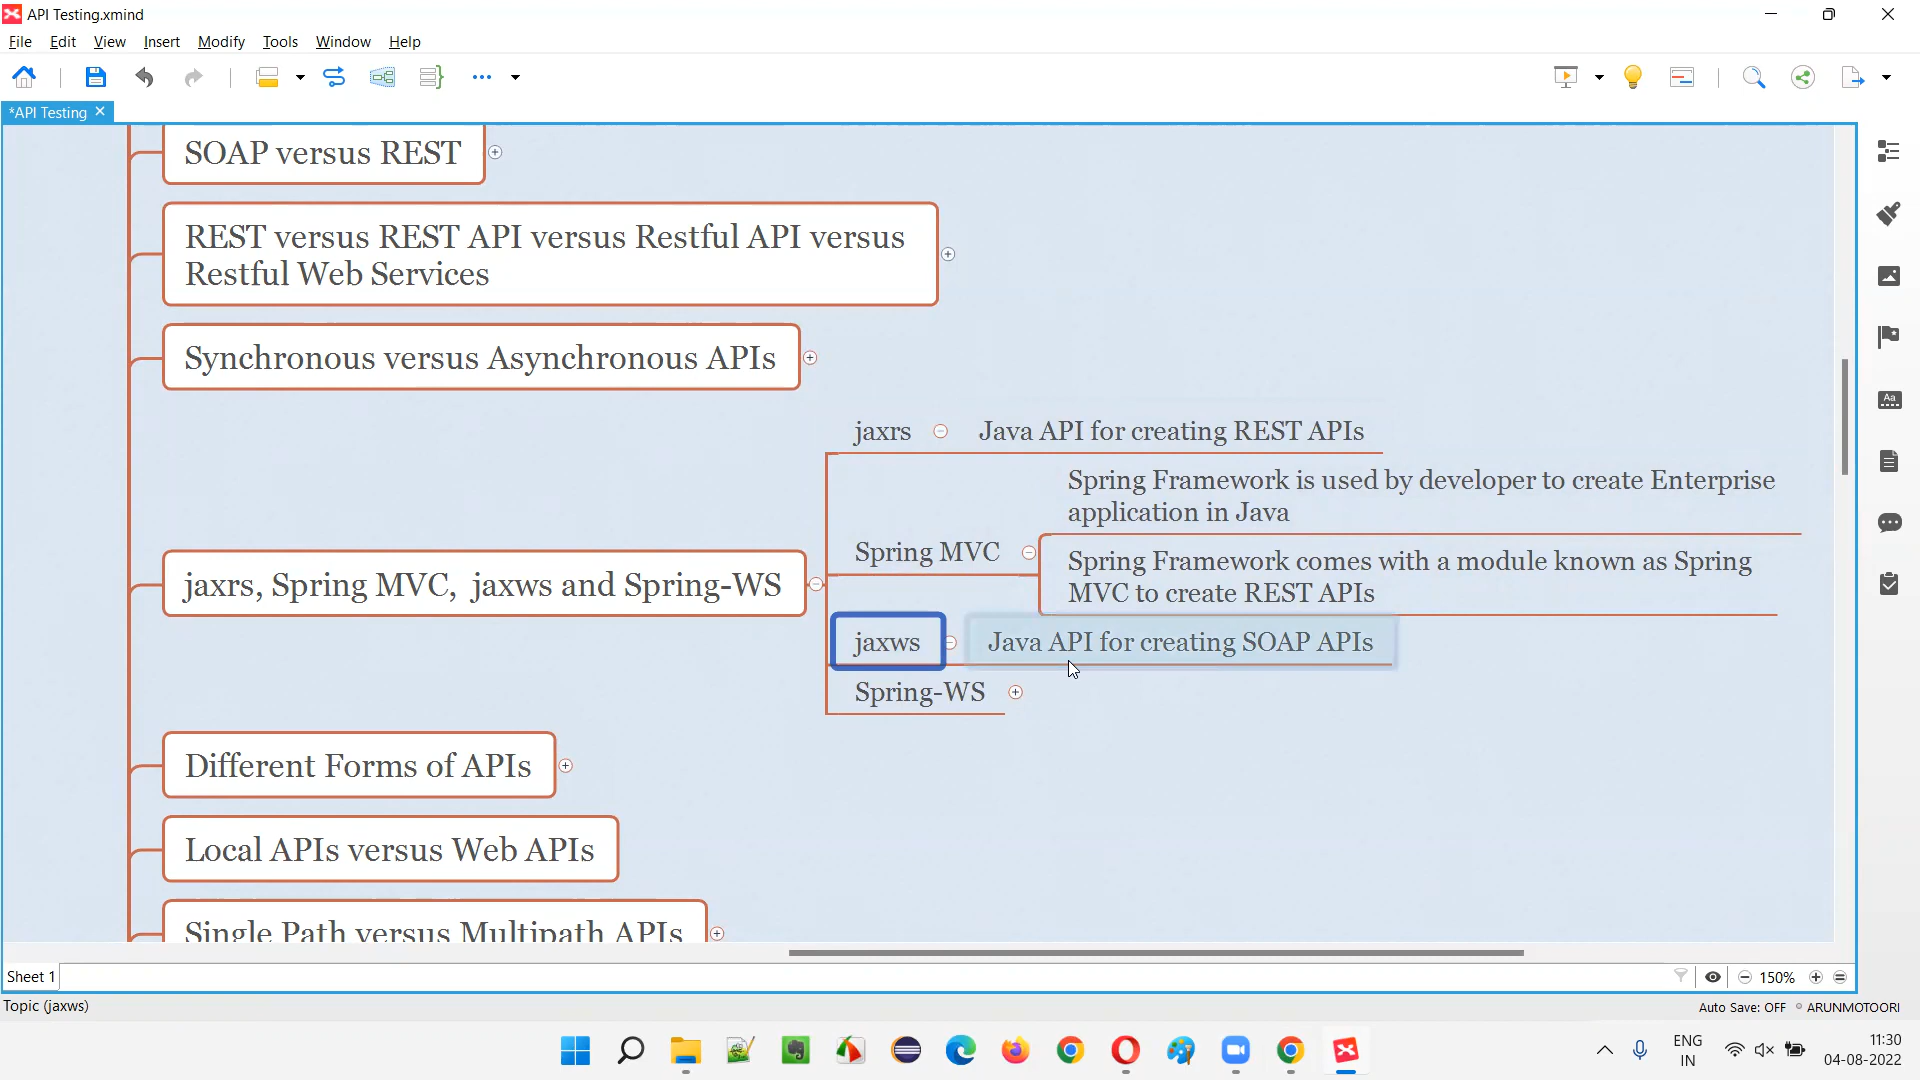 API Testing.xmind
File Edit View Insert Modify Tools Window Help
*API Testing
SOAP versus REST
REST versus REST API versus Restful API versus
Restful Web Services
Synchronous versus Asynchronous APIs
jaxrs, Spring MVC, jaxws and Spring-WS
jaxrs
Java API for creating REST APIs
Spring MVC
Spring Framework is used by developer to create Enterprise
application in Java
Spring Framework comes with a module known as Spring
MVC to create REST APIs
jaxws
Java API for creating SOAP APIs
Spring-WS
Different Forms of APIs
Local APIs versus Web APIs
Single Path versus Multipath APIs
Aa
Sheet 1
150%
Topic (jaxws)
Auto Save: OFF
ARUNMOTOORI
ENG
IN
11:30
04-08-2022